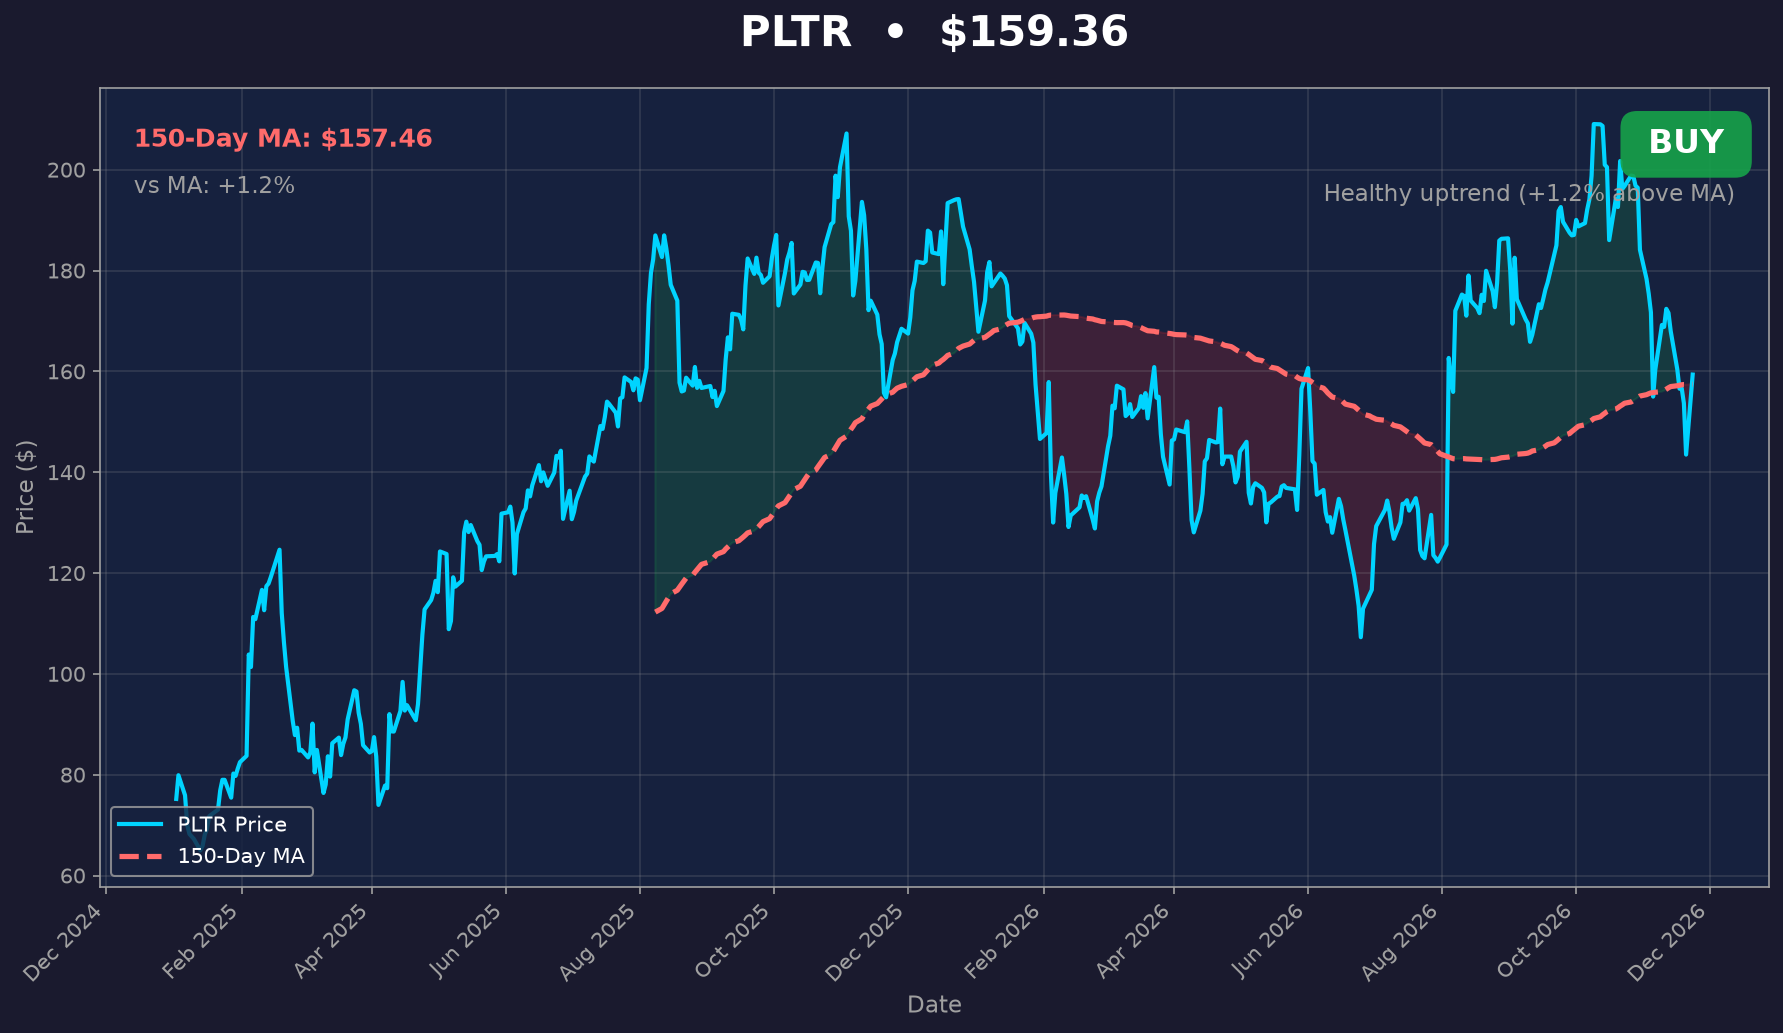 PLTR • $159.36
150-Day MA: $157.46
vs MA: +1.2%
BUY
Healthy uptrend (+1.2% above MA)
Price ($)
200
180
160
140
120
100
80
60
PLTR Price
150-Day MA
Dec 2024
Feb 2025
Apr 2025
Jun 2025
Aug 2025
Oct 2025
Dec 2025
Feb 2026
Apr 2026
Jun 2026
Aug 2026
Oct 2026
Dec 2026
Date